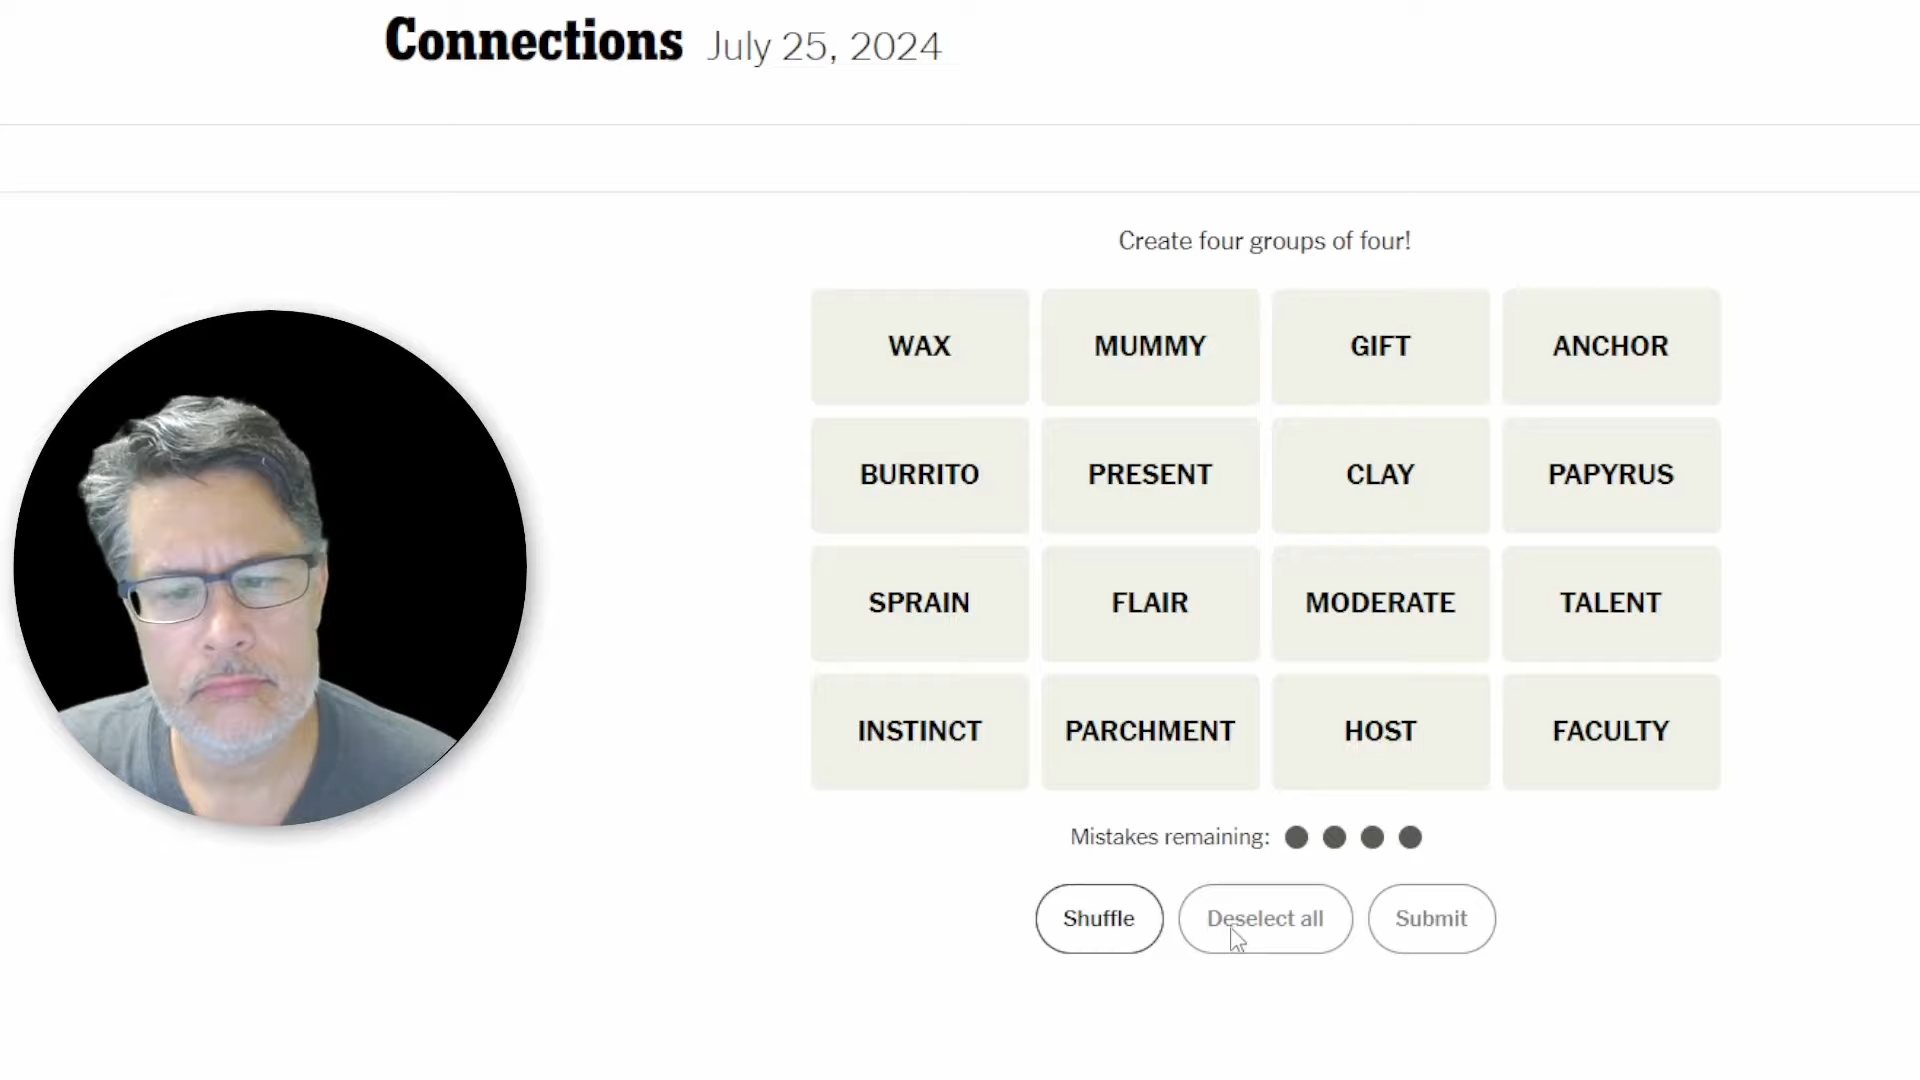 Connections July 25, 2024
Create four groups of four!
WAX MUMMY GIFT ANCHOR
BURRITO PRESENT CLAY PAPYRUS
SPRAIN FLAIR MODERATE TALENT
INSTINCT PARCHMENT HOST FACULTY
Mistakes remaining:
Shuffle Deselect all Submit